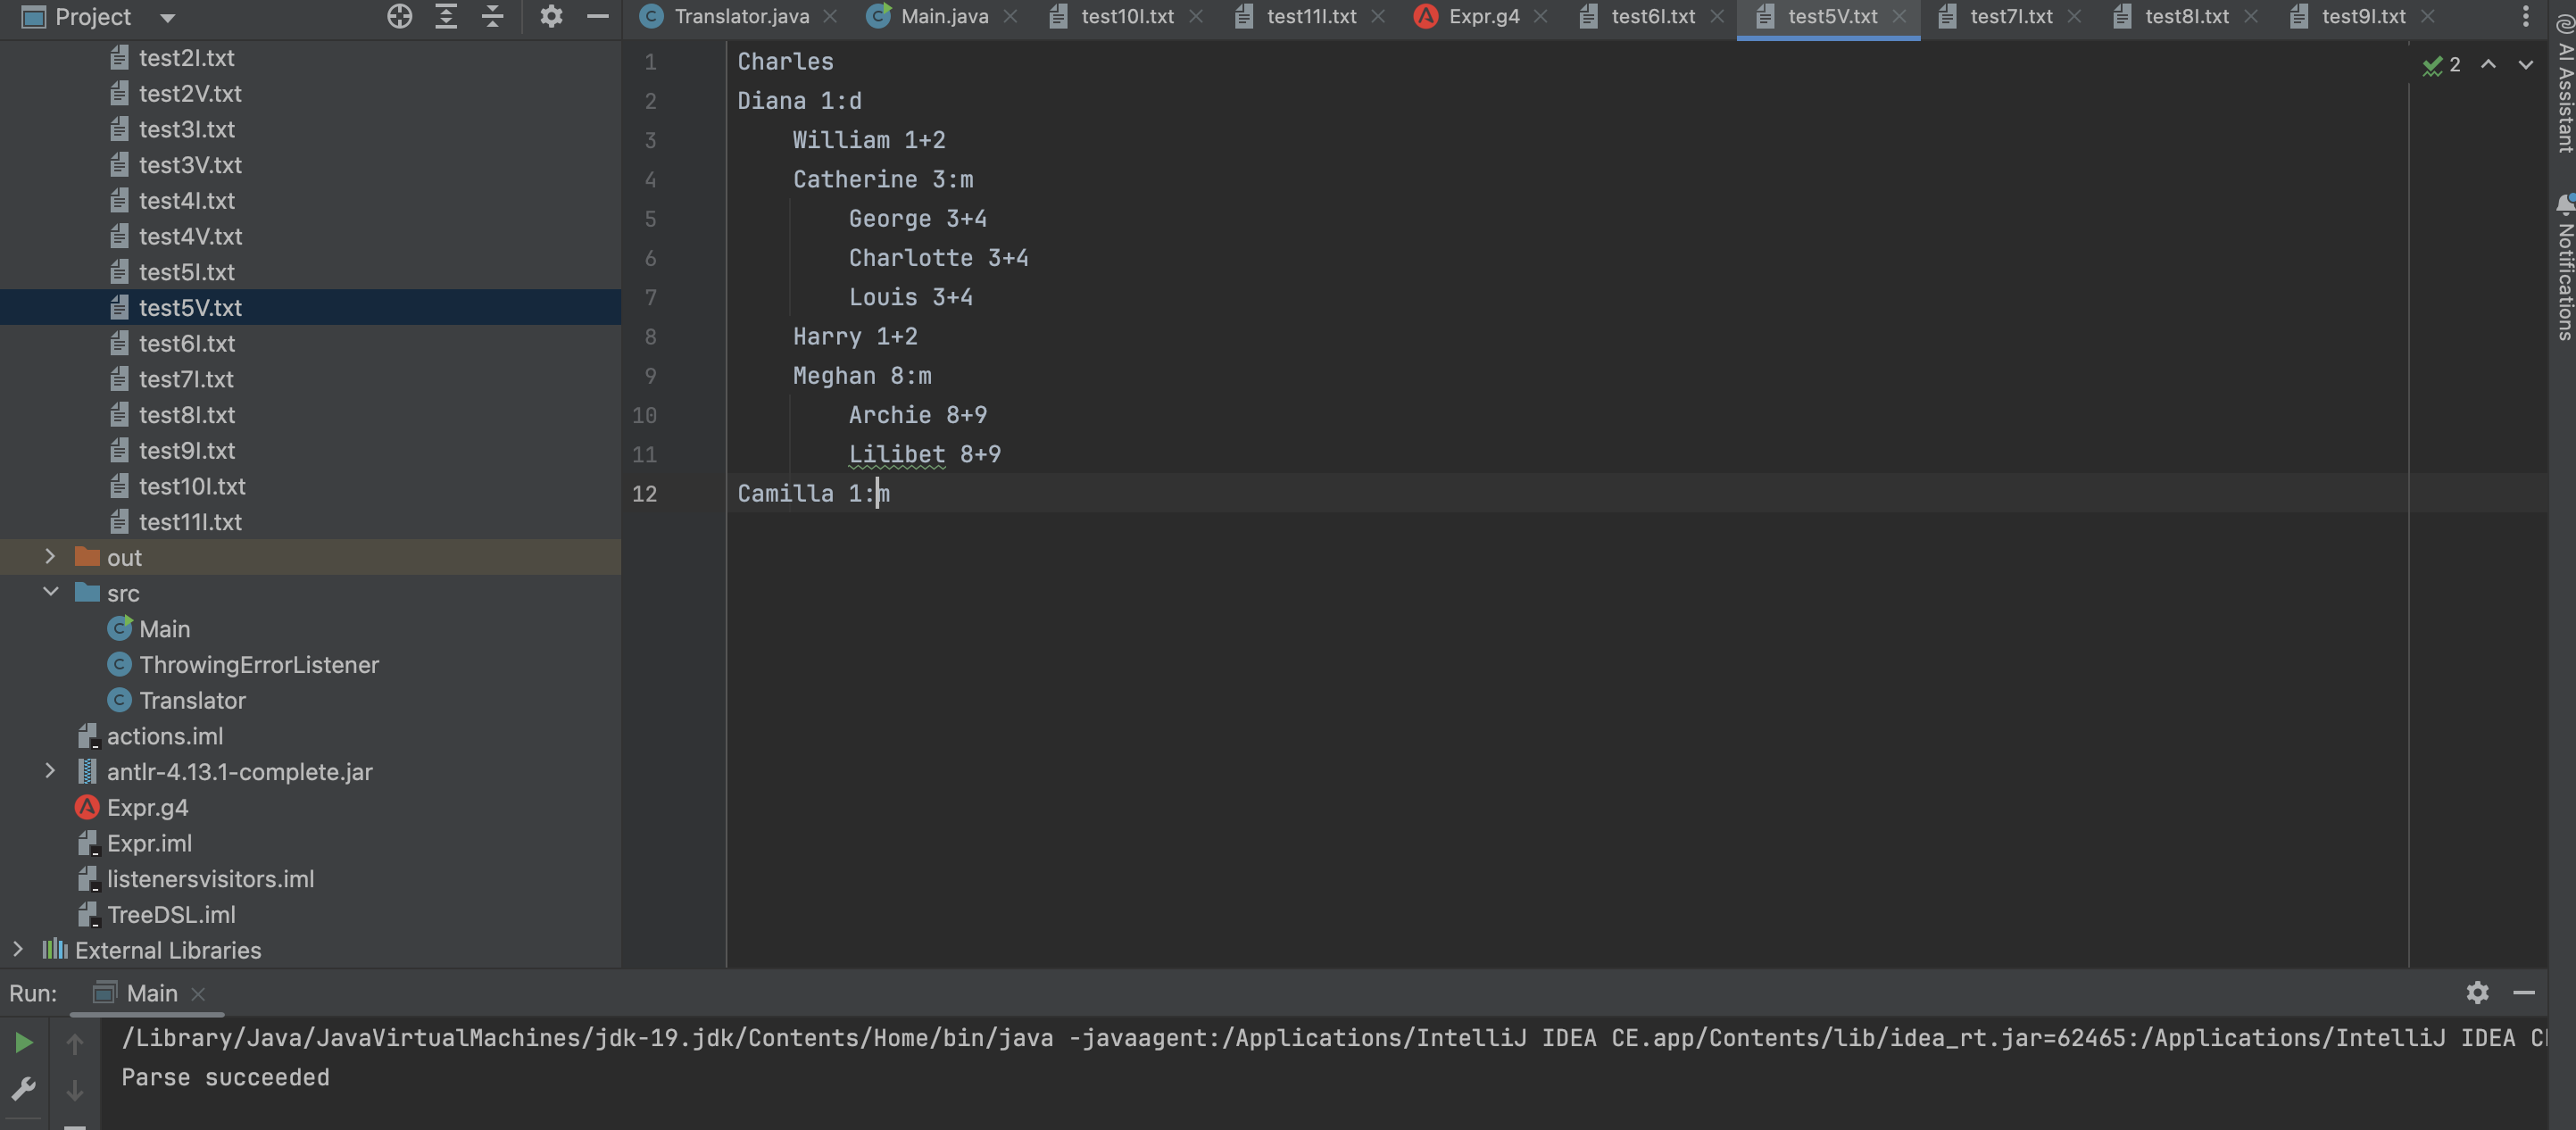 Project
Translator.java
Main.java
test10I.txt
test11I.txt
Expr.g4
test6I.txt
test5V.txt
test7I.txt
test8I.txt
test9I.txt
test2I.txt
test2V.txt
test3I.txt
test3V.txt
test4I.txt
test4V.txt
test5I.txt
test5V.txt
test6I.txt
test7I.txt
test8I.txt
test9I.txt
test10I.txt
test11I.txt
out
src
Main
ThrowingErrorListener
Translator
actions.iml
antlr-4.13.1-complete.jar
Expr.g4
Expr.iml
listenersvisitors.iml
TreeDSL.iml
External Libraries
1 Charles
2 Diana 1:d
3 William 1+2
4 Catherine 3:m
5 George 3+4
6 Charlotte 3+4
7 Louis 3+4
8 Harry 1+2
9 Meghan 8:m
10 Archie 8+9
11 Lilibet 8+9
12 Camilla 1:m
2
AI Assistant
Notifications
Run: Main
/Library/Java/JavaVirtualMachines/jdk-19.jdk/Contents/Home/bin/java -javaagent:/Applications/IntelliJ IDEA CE.app/Contents/lib/idea_rt.jar=62465:/Applications/IntelliJ IDEA
Parse succeeded